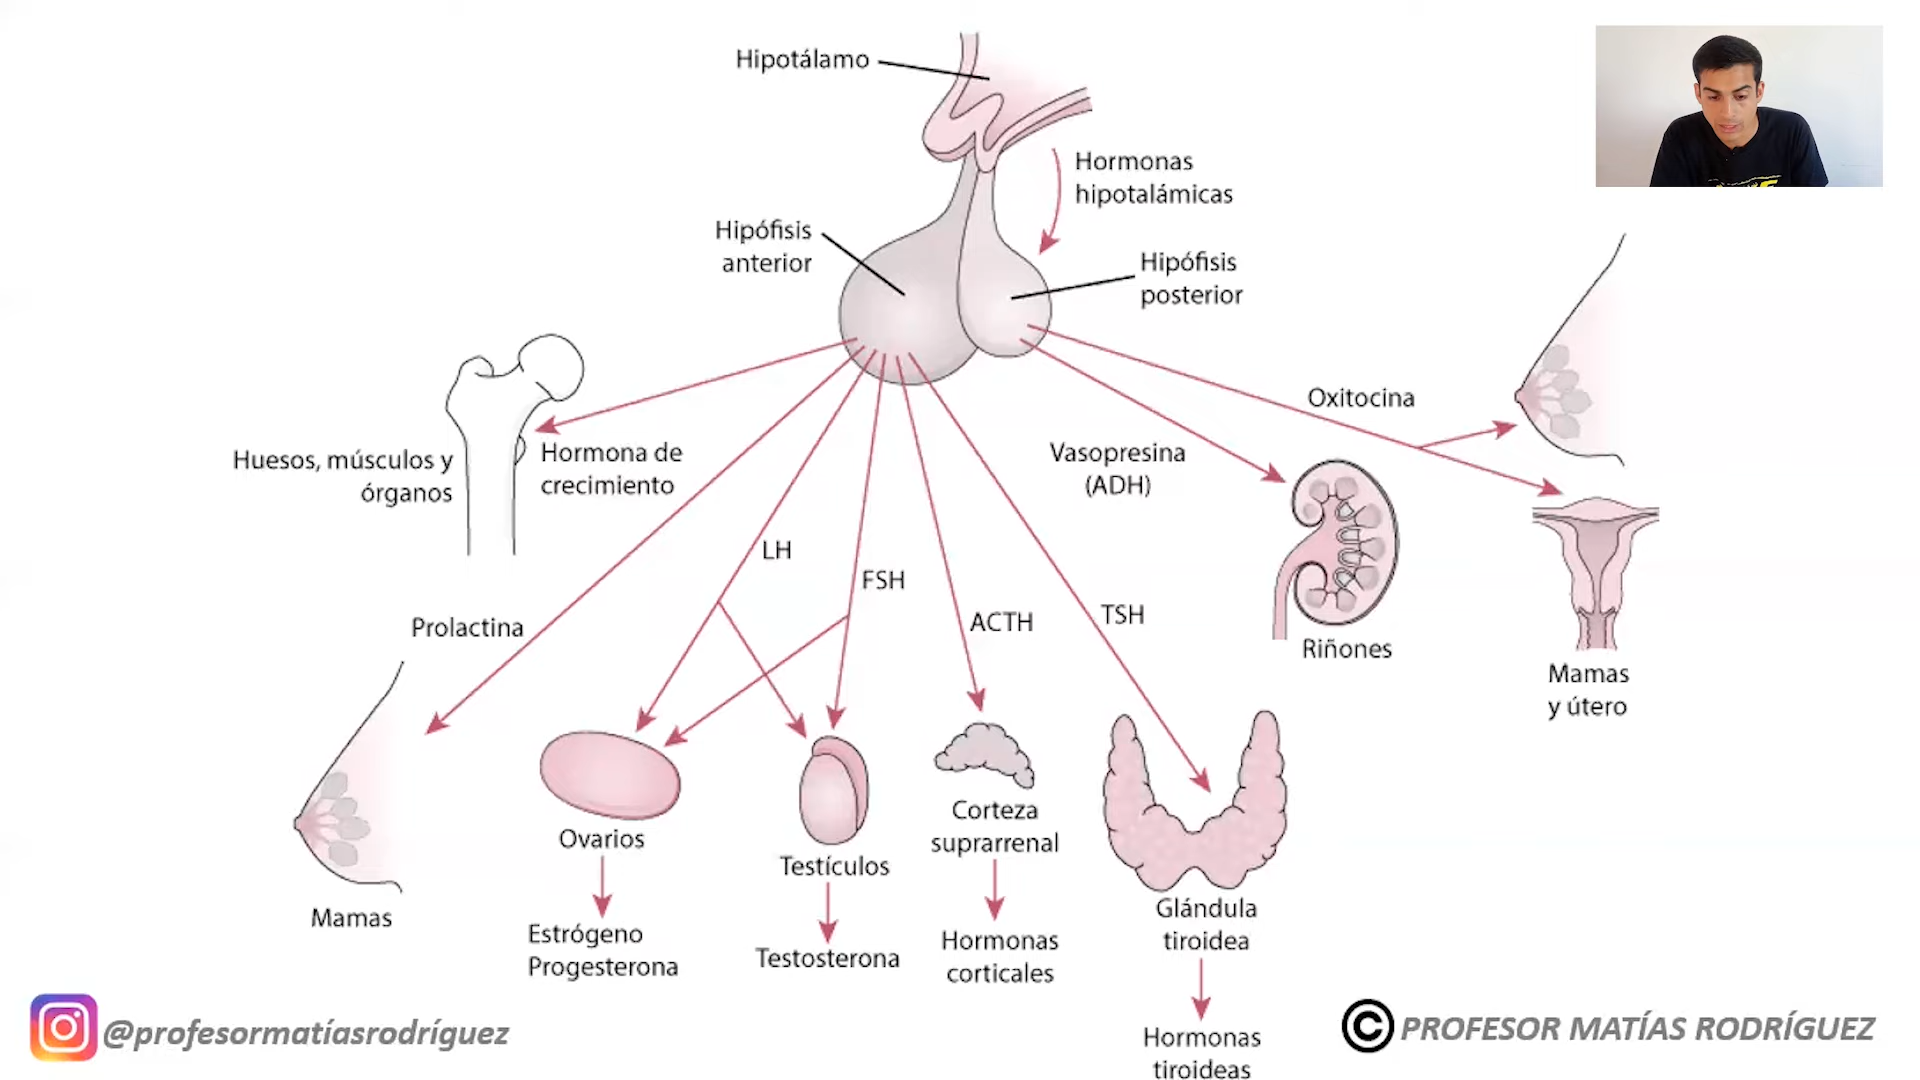 Hipotálamo
Hormonas
hipotalámicas
Hipófisis
anterior
Hipófisis
posterior
Oxitocina
Huesos, músculos y
órganos
Hormona de
crecimiento
Vasopresina
(ADH)
LH
FSH
Prolactina
ACTH
TSH
Riñones
Mamas
y útero
Ovarios
Corteza
suprarrenal
Testículos
Mamas
Glándula
tiroidea
Estrógeno
Progesterona
Testosterona
Hormonas
corticales
Hormonas
tiroideas
@profesormatíasrodríguez
© PROFESOR MATÍAS RODRÍGUEZ